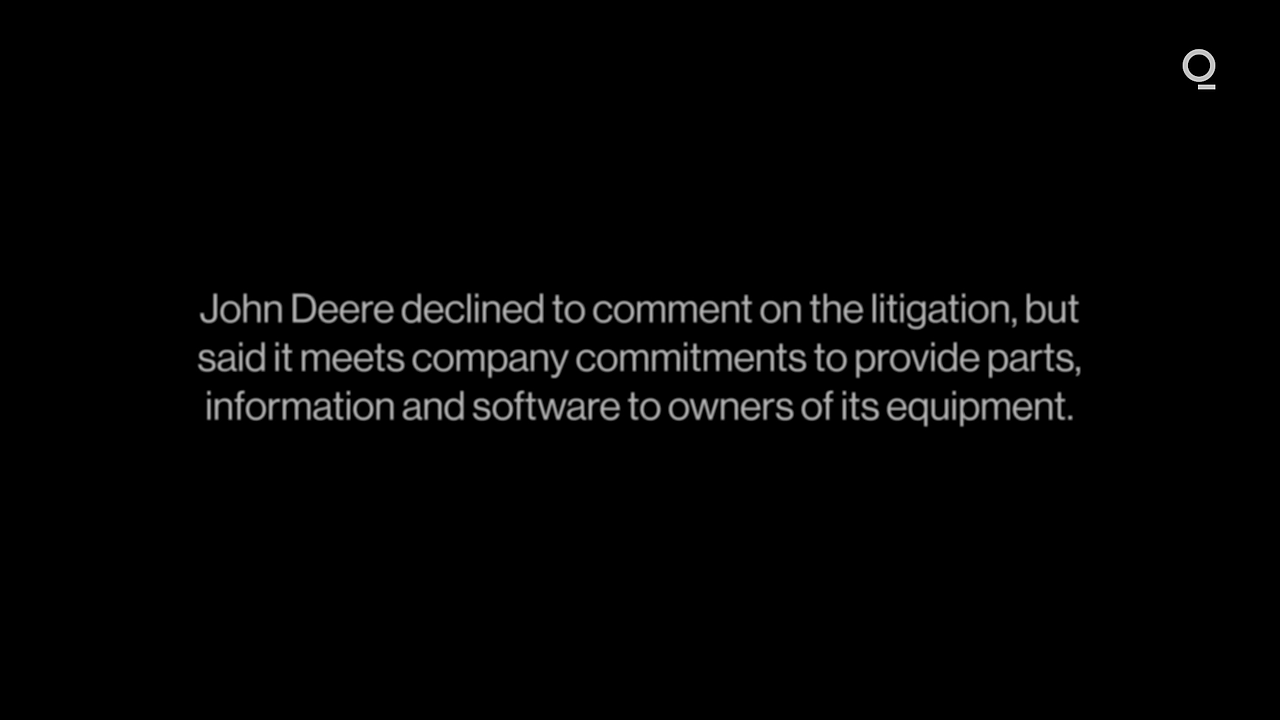 John Deere declined to comment on the litigation, but
said it meets company commitments to provide parts,
information and software to owners of its equipment.